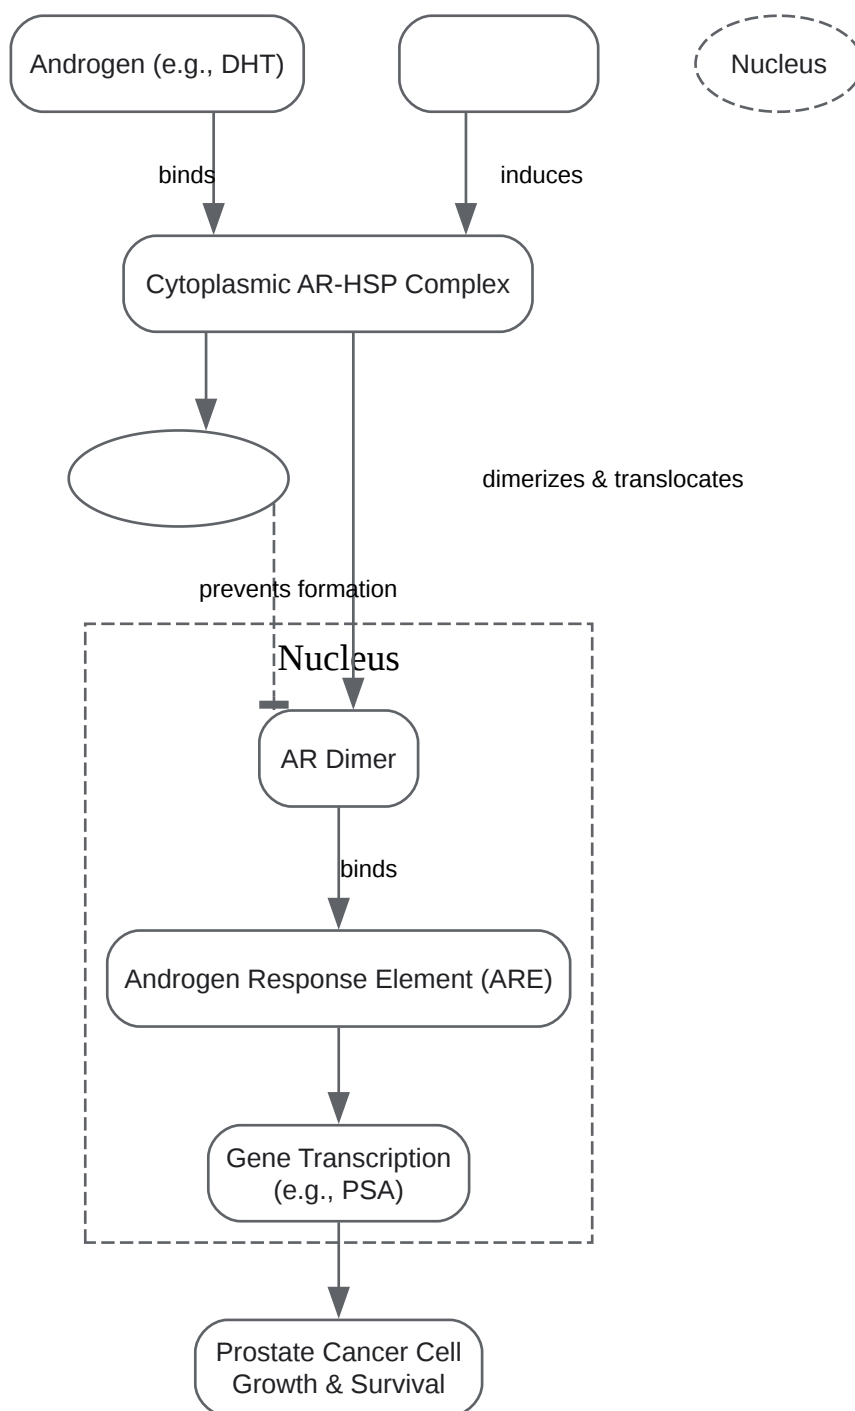 Androgen (e.g., DHT)
Nucleus
binds
induces
Cytoplasmic AR-HSP Complex
dimerizes & translocates
prevents formation
Nucleus
AR Dimer
binds
Androgen Response Element (ARE)
Gene Transcription
(e.g., PSA)
Prostate Cancer Cell
Growth & Survival